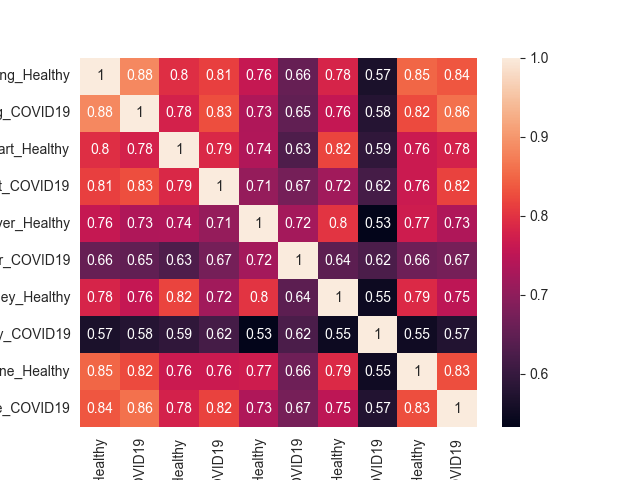 ng_Healthy 1 0.88 0.8 0.81 0.76 0.66 0.78 0.57 0.85 0.84
g_COVID19 0.88 1 0.78 0.83 0.73 0.65 0.76 0.58 0.82 0.86
art_Healthy 0.8 0.78 1 0.79 0.74 0.63 0.82 0.59 0.76 0.78
t_COVID19 0.81 0.83 0.79 1 0.71 0.67 0.72 0.62 0.76 0.82
ver_Healthy 0.76 0.73 0.74 0.71 1 0.72 0.8 0.53 0.77 0.73
r_COVID19 0.66 0.65 0.63 0.67 0.72 1 0.64 0.62 0.66 0.67
ey_Healthy 0.78 0.76 0.82 0.72 0.8 0.64 1 0.55 0.79 0.75
y_COVID19 0.57 0.58 0.59 0.62 0.53 0.62 0.55 1 0.55 0.57
ne_Healthy 0.85 0.82 0.76 0.76 0.77 0.66 0.79 0.55 1 0.83
e_COVID19 0.84 0.86 0.78 0.82 0.73 0.67 0.75 0.57 0.83 1
Healthy
OVID19
Healthy
OVID19
Healthy
OVID19
Healthy
OVID19
Healthy
OVID19
1.0
0.9
0.8
0.7
0.6